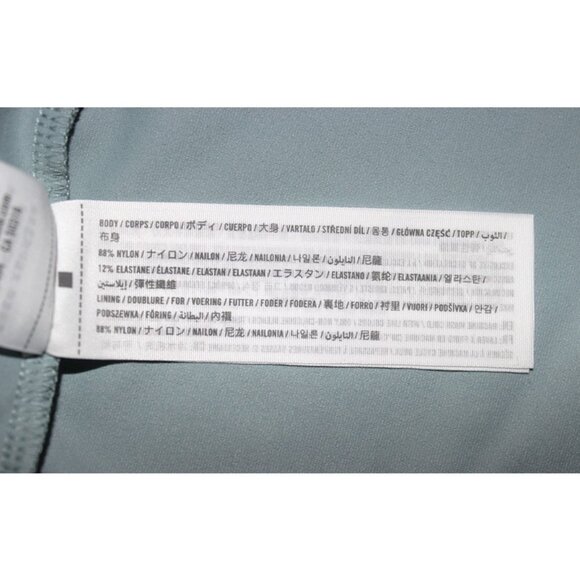 BODY / CORPS / CORPO / ボディ / CUERPO / 大身 / VARTALO / STŘEDNÍ DÍL / 몸통 / GŁÓWNA CZĘŚĆ / TOPP / اللوب /
布身
88% NYLON / ナイロン / NAILON / 尼龙 / NAILONIA / 나일론 / النايلون / 尼龍
12% ELASTANE / ÉLASTANE / ELASTAN / ELASTAAN / エラスタン / ELASTANO / 氨纶 / ELASTAANIA / 엘라스탄 /
إيلاستين / 彈性纖維
LINING / DOUBLURE / FOR / VOERING / FUTTER / FODER / FODERA / 裏地 / FORRO / 衬里 / VUORI / PODŠÍVKA / 안감 /
PODSZEWKA / FÔRING / البطانة / 內襯
88% NYLON / ナイロン / NAILON / 尼龙 / NAILONIA / 나일론 / النايلون / 尼龍